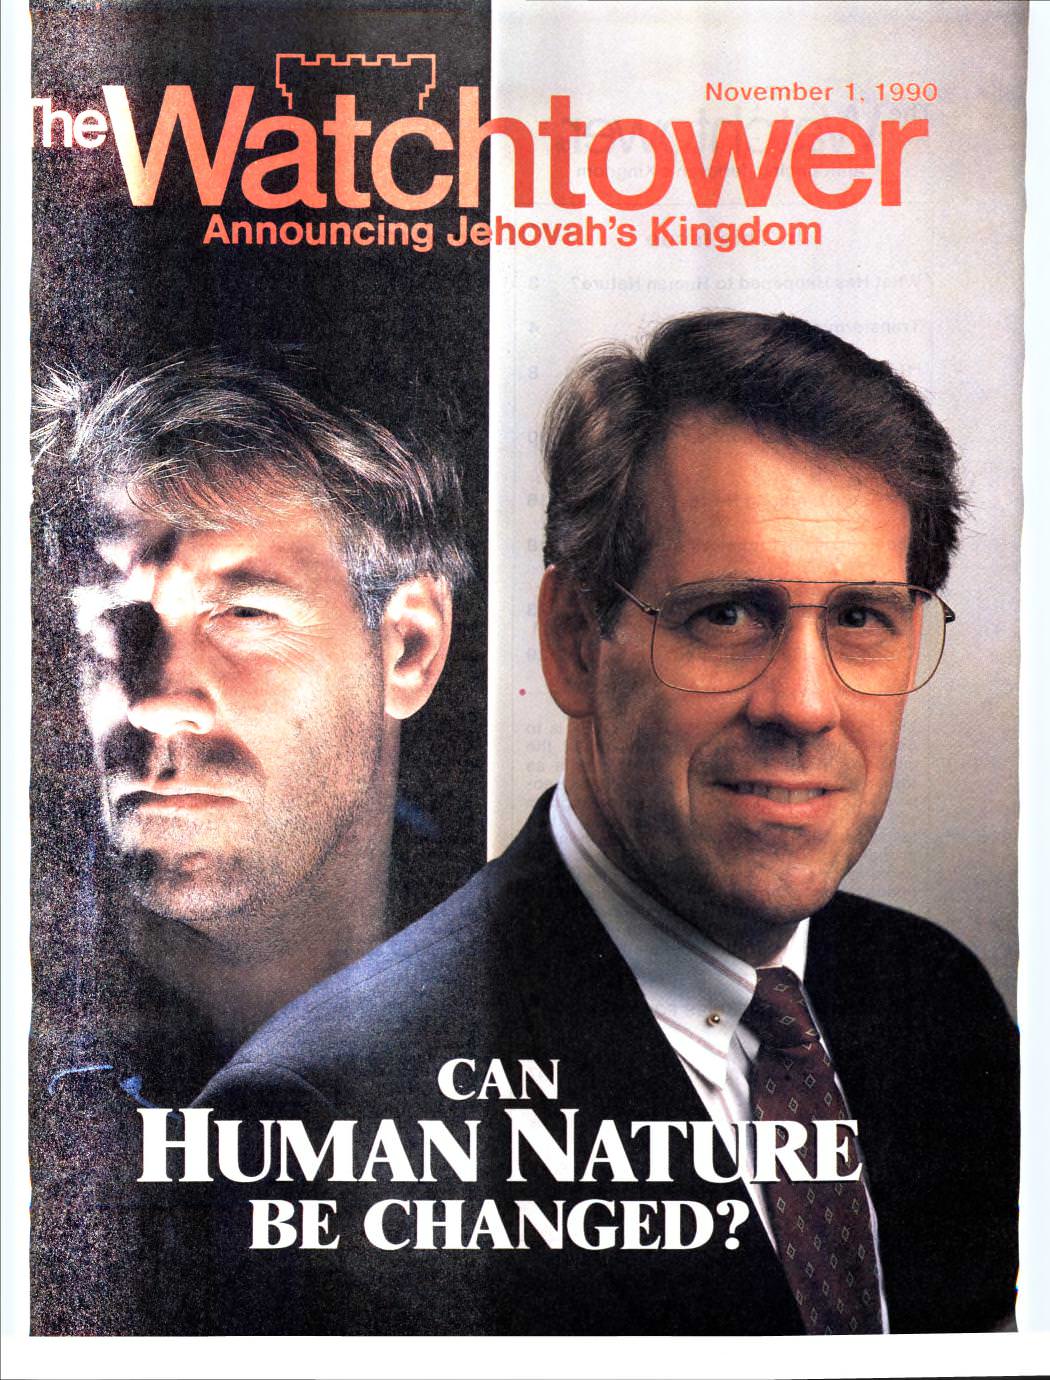 November 1, 1990
The Watchtower
Announcing Jehovah's Kingdom
CAN
HUMAN NATURE
BE CHANGED?